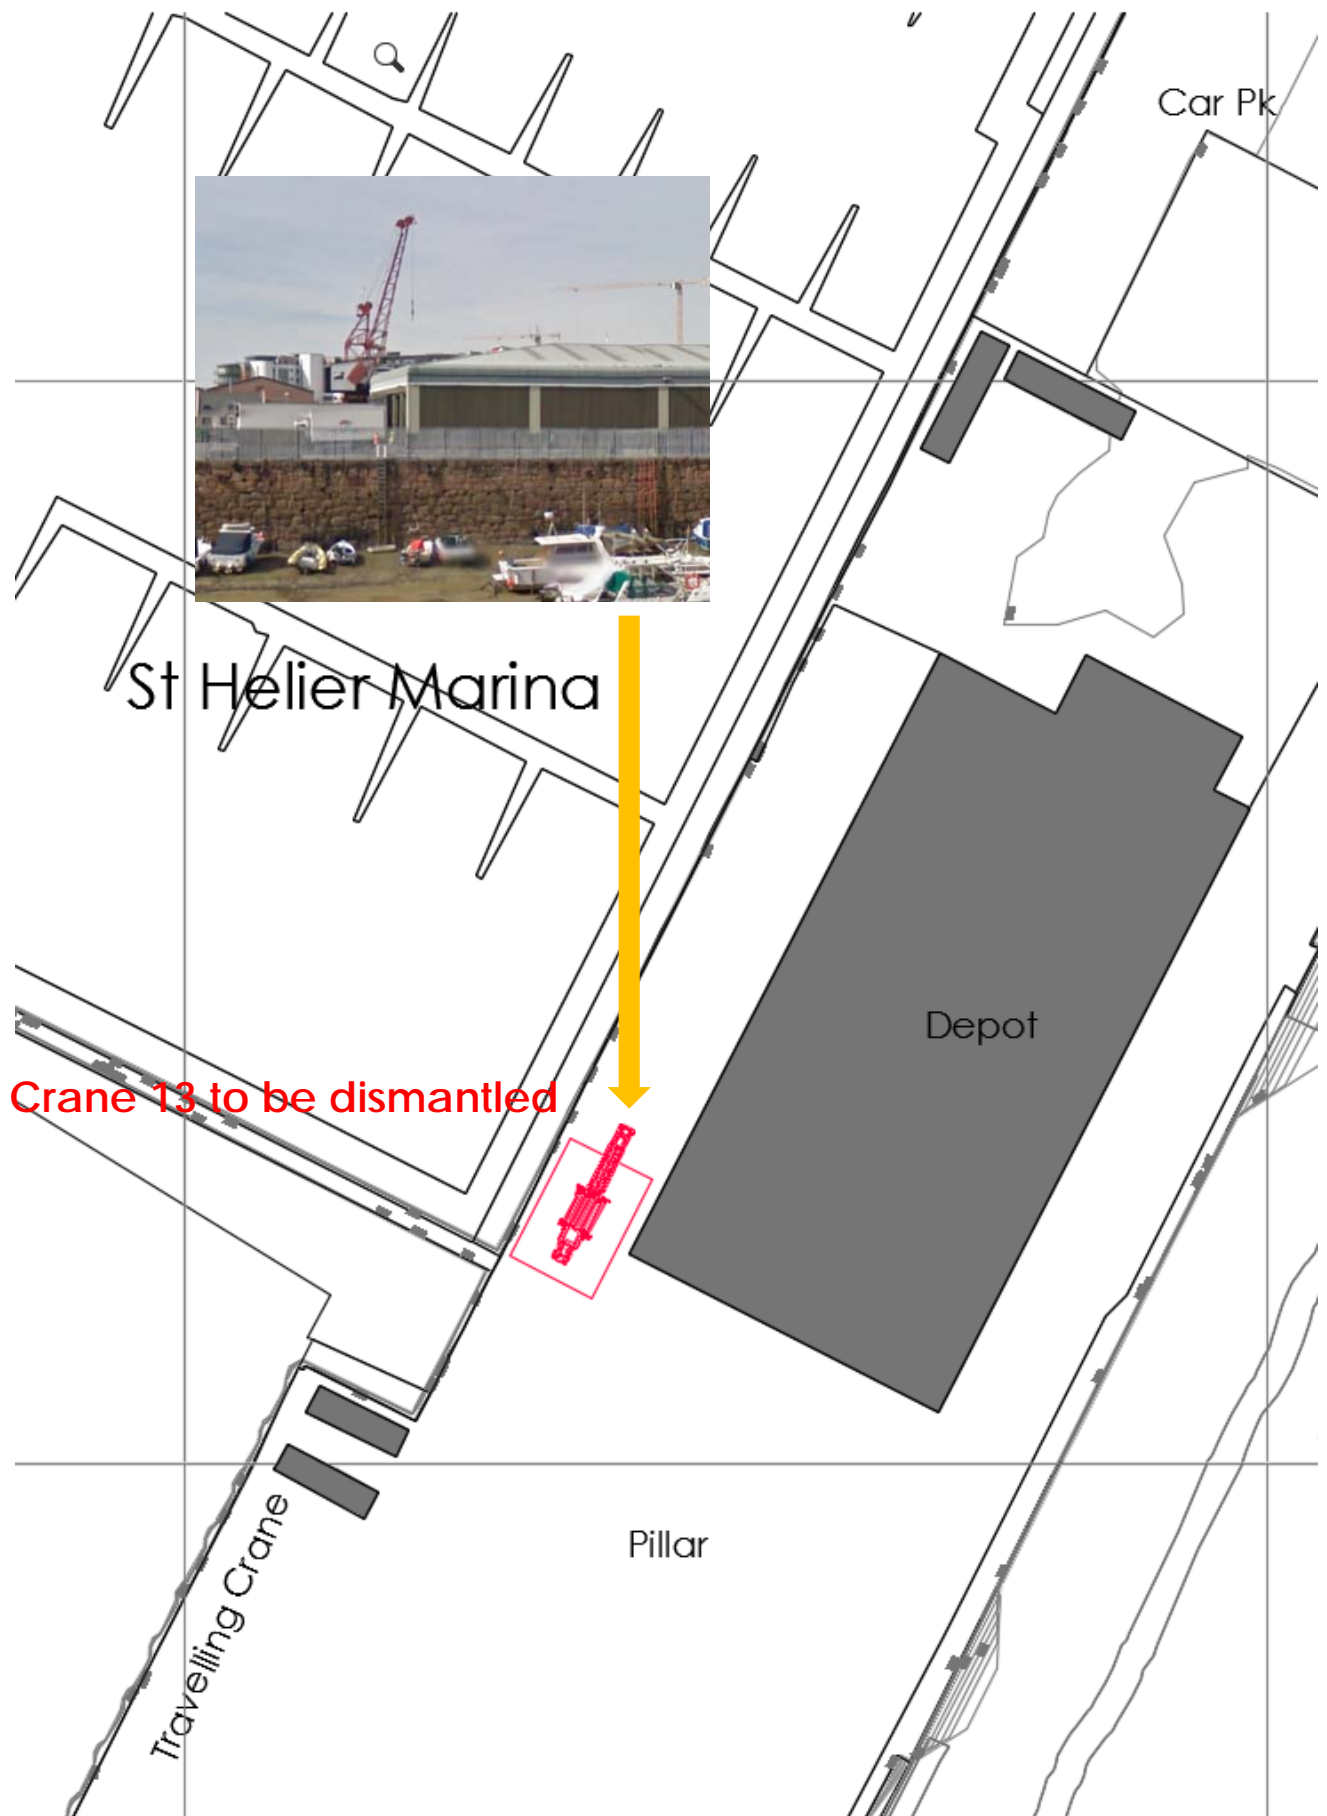 Car Pk
St Helier Marina
Depot
Crane 13 to be dismantled
Pillar
Travelling Crane